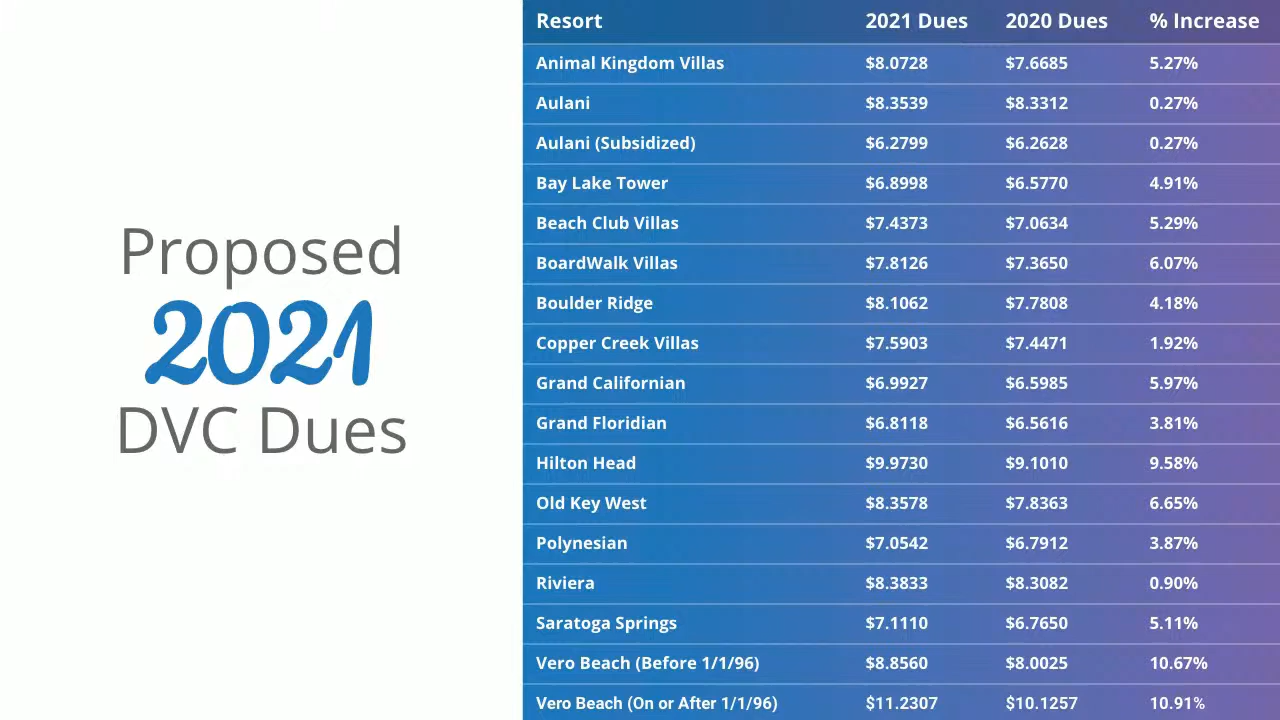 Proposed
2021
DVC Dues
Resort 2021 Dues 2020 Dues % Increase
Animal Kingdom Villas $8.0728 $7.6685 5.27%
Aulani $8.3539 $8.3312 0.27%
Aulani (Subsidized) $6.2799 $6.2628 0.27%
Bay Lake Tower $6.8998 $6.5770 4.91%
Beach Club Villas $7.4373 $7.0634 5.29%
BoardWalk Villas $7.8126 $7.3650 6.07%
Boulder Ridge $8.1062 $7.7808 4.18%
Copper Creek Villas $7.5903 $7.4471 1.92%
Grand Californian $6.9927 $6.5985 5.97%
Grand Floridian $6.8118 $6.5616 3.81%
Hilton Head $9.9730 $9.1010 9.58%
Old Key West $8.3578 $7.8363 6.65%
Polynesian $7.0542 $6.7912 3.87%
Riviera $8.3833 $8.3082 0.90%
Saratoga Springs $7.1110 $6.7650 5.11%
Vero Beach (Before 1/1/96) $8.8560 $8.0025 10.67%
Vero Beach (On or After 1/1/96) $11.2307 $10.1257 10.91%